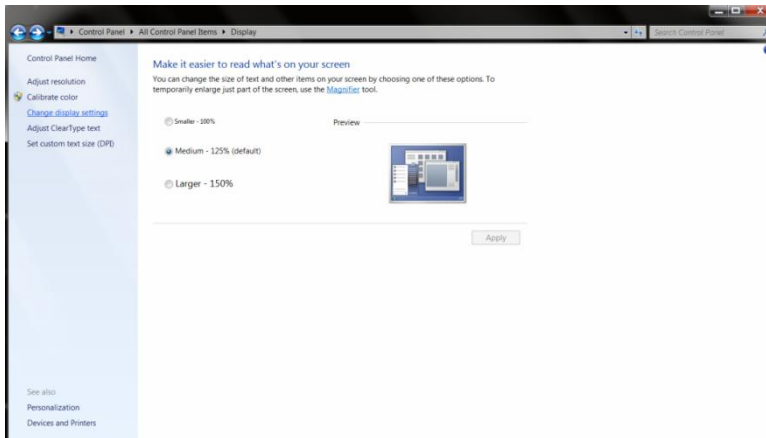 Control Panel ▸ All Control Panel Items ▸ Display
Search Control Panel
Control Panel Home
Adjust resolution
Calibrate color
Change display settings
Adjust ClearType text
Set custom text size (DPI)
Make it easier to read what's on your screen
You can change the size of text and other items on your screen by choosing one of these options. To
temporarily enlarge just part of the screen, use the Magnifier tool.
Smaller - 100%
Preview
Medium - 125% (default)
Larger - 150%
Apply
See also
Personalization
Devices and Printers